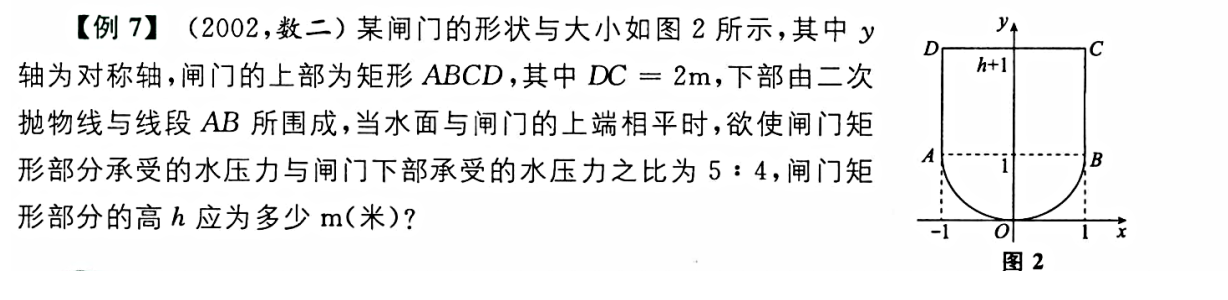 【例 7】（2002,数二）某闸门的形状与大小如图 2 所示,其中 y
轴为对称轴,闸门的上部为矩形 ABCD,其中 DC = 2m,下部由二次
抛物线与线段 AB 所围成,当水面与闸门的上端相平时,欲使闸门矩
形部分承受的水压力与闸门下部承受的水压力之比为 5：4,闸门矩
形部分的高 h 应为多少 m(米)?
y
D
C
h+1
A
1
B
-1
O
1
x
图 2